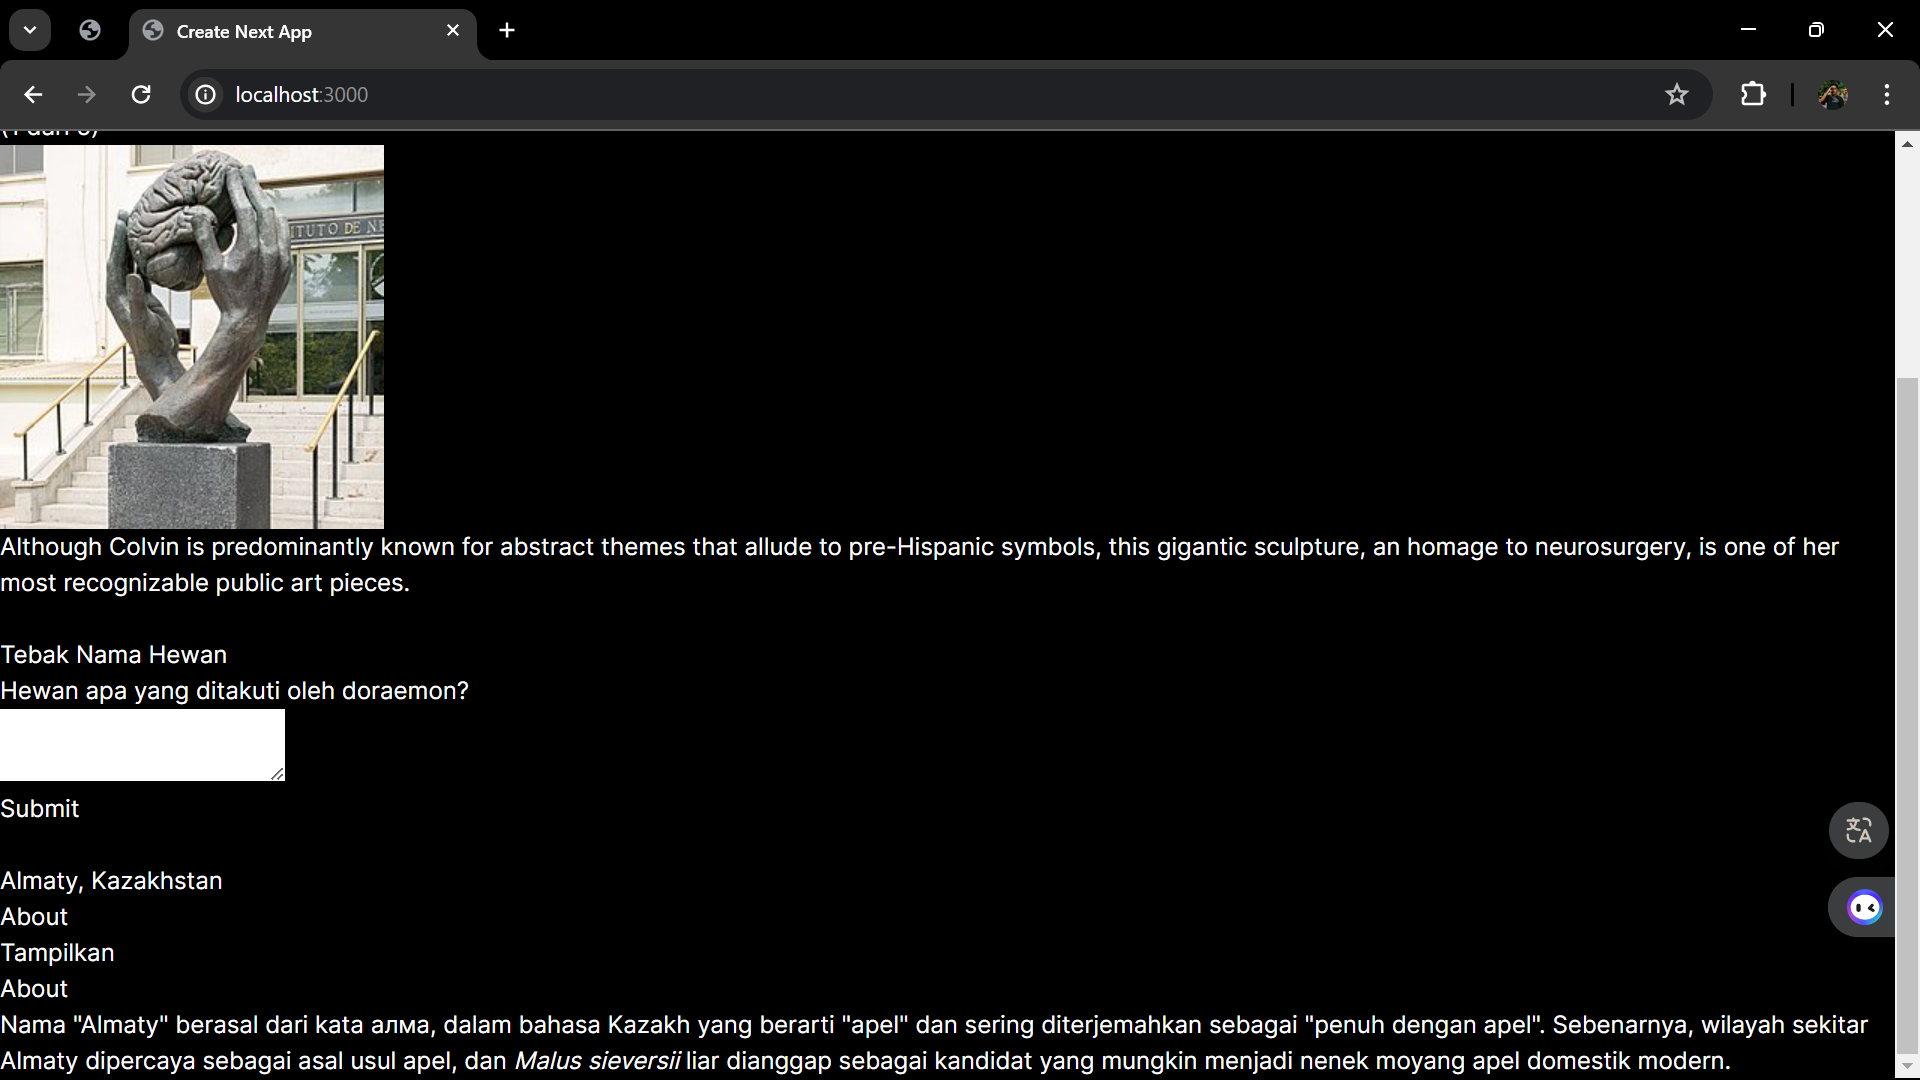 Create Next App
localhost:3000
ITUTO DE NE
Although Colvin is predominantly known for abstract themes that allude to pre-Hispanic symbols, this gigantic sculpture, an homage to neurosurgery, is one of her
most recognizable public art pieces.
Tebak Nama Hewan
Hewan apa yang ditakuti oleh doraemon?
Submit
Almaty, Kazakhstan
About
Tampilkan
About
Nama "Almaty" berasal dari kata алма, dalam bahasa Kazakh yang berarti "apel" dan sering diterjemahkan sebagai "penuh dengan apel". Sebenarnya, wilayah sekitar
Almaty dipercaya sebagai asal usul apel, dan Malus sieversii liar dianggap sebagai kandidat yang mungkin menjadi nenek moyang apel domestik modern.